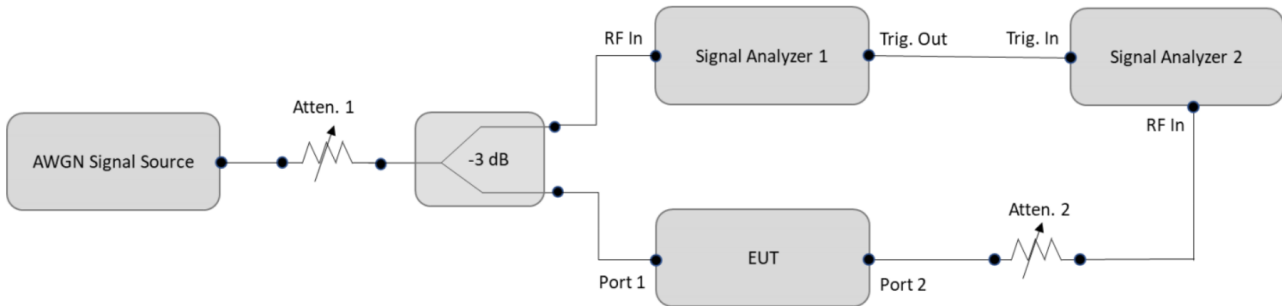 RF In
Signal Analyzer 1
Trig. Out
Trig. In
Signal Analyzer 2
Atten. 1
RF In
AWGN Signal Source
-3 dB
Atten. 2
EUT
Port 1
Port 2